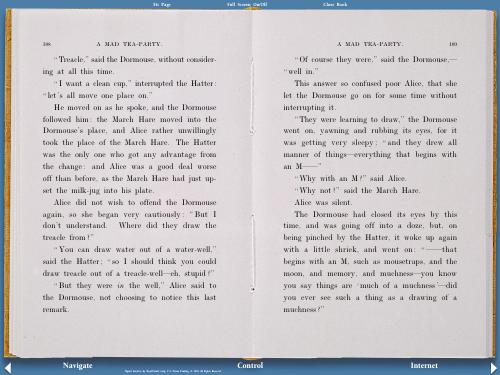 1st Page
Full Screen On/Off
Close Book
108
A MAD TEA-PARTY.
"Treacle," said the Dormouse, without consider-
ing at all this time.
"I want a clean cup," interrupted the Hatter:
"let's all move one place on."
He moved on as he spoke, and the Dormouse
followed him: the March Hare moved into the
Dormouse's place, and Alice rather unwillingly
took the place of the March Hare. The Hatter
was the only one who got any advantage from
the change: and Alice was a good deal worse
off than before, as the March Hare had just up-
set the milk-jug into his plate.
Alice did not wish to offend the Dormouse
again, so she began very cautiously: "But I
don't understand. Where did they draw the
treacle from?"
"You can draw water out of a water-well,"
said the Hatter; "so I should think you could
draw treacle out of a treacle-well—eh, stupid?"
"But they were in the well," Alice said to
the Dormouse, not choosing to notice this last
remark.
A MAD TEA-PARTY.
109
"Of course they were," said the Dormouse,—
"well in."
This answer so confused poor Alice, that she
let the Dormouse go on for some time without
interrupting it.
"They were learning to draw," the Dormouse
went on, yawning and rubbing its eyes, for it
was getting very sleepy; "and they drew all
manner of things—everything that begins with
an M——"
"Why with an M?" said Alice.
"Why not?" said the March Hare.
Alice was silent.
The Dormouse had closed its eyes by this
time, and was going off into a doze, but, on
being pinched by the Hatter, it woke up again
with a little shriek, and went on: "——that
begins with an M, such as mousetraps, and the
moon, and memory, and muchness—you know
you say things are 'much of a muchness'—did
you ever see such a thing as a drawing of a
muchness?"
Navigate
Control
Internet